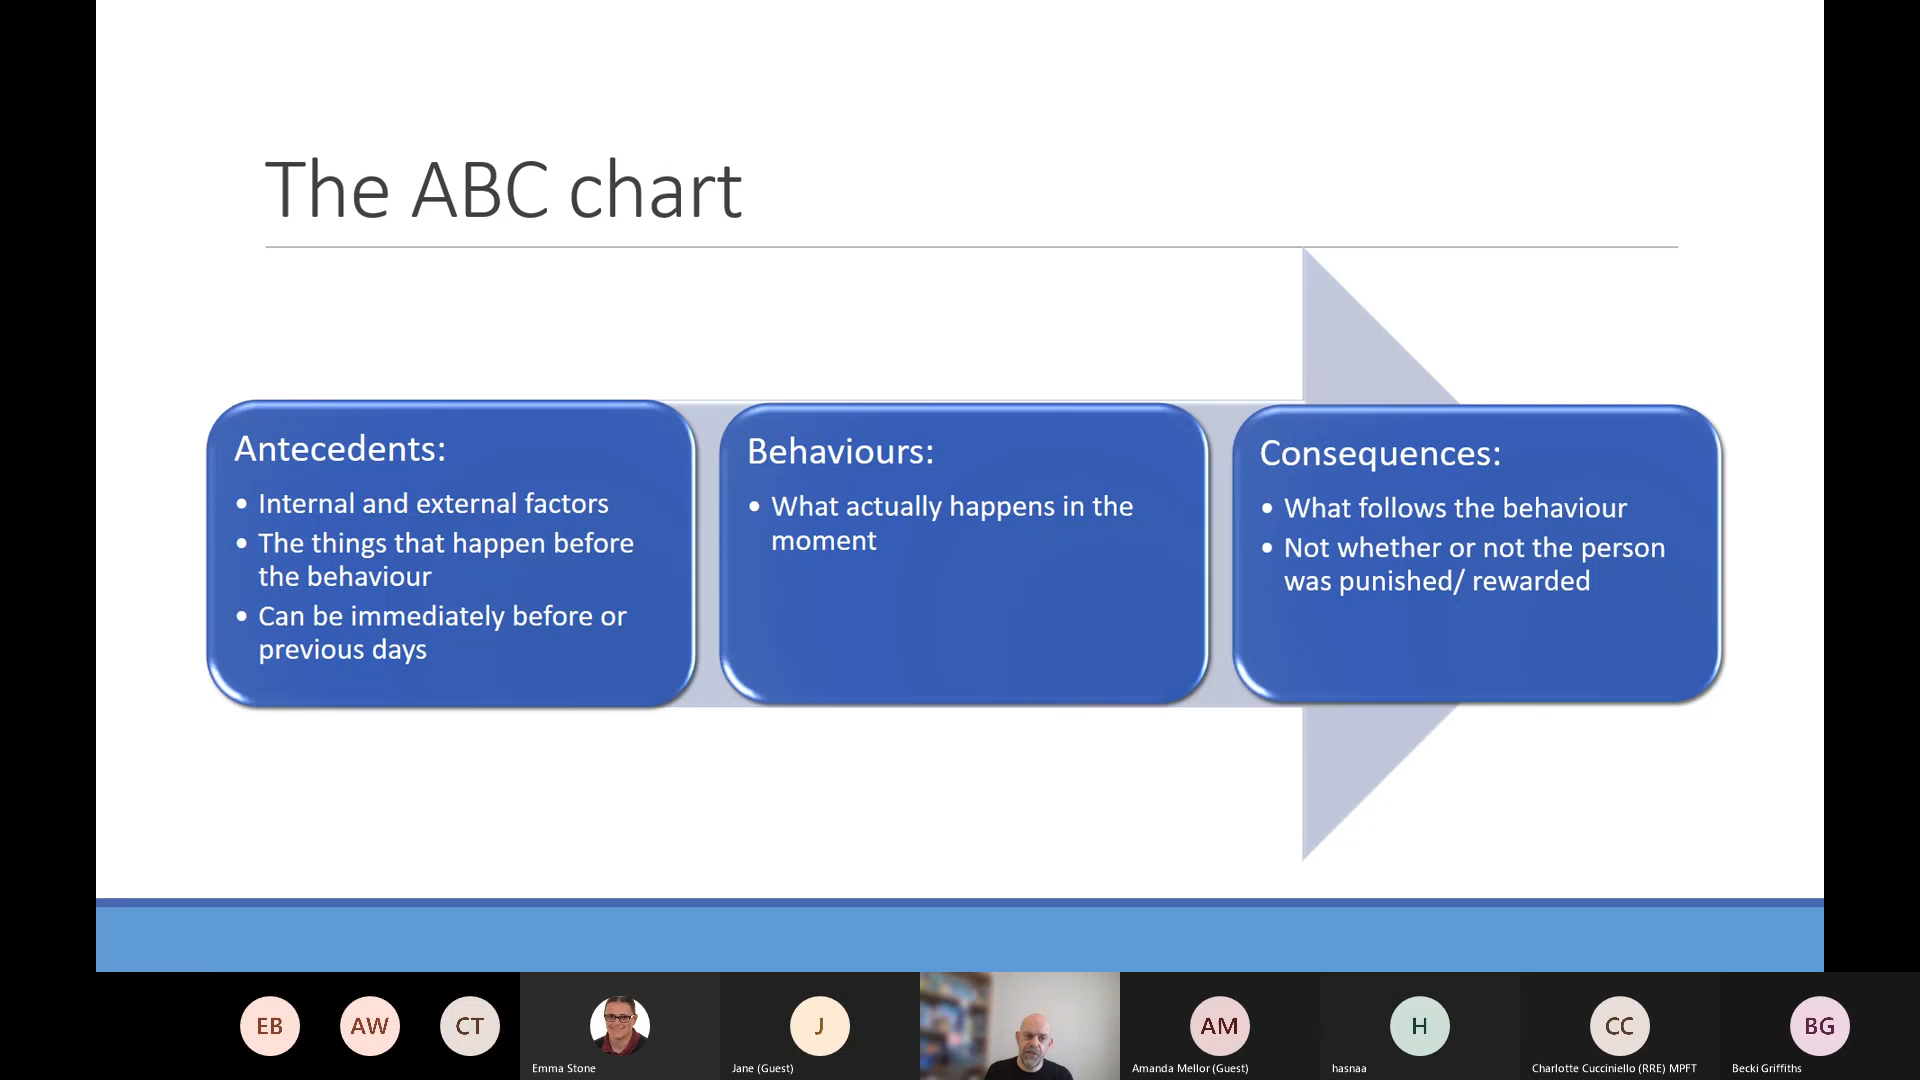 The ABC chart
Antecedents:
• Internal and external factors
• The things that happen before
the behaviour
• Can be immediately before or
previous days
Behaviours:
• What actually happens in the
moment
Consequences:
• What follows the behaviour
• Not whether or not the person
was punished/ rewarded
EB
AW
CT
Emma Stone
J
Jane (Guest)
AM
Amanda Mellor (Guest)
H
hasnaa
CC
Charlotte Cucciniello (RRE) MPFT
BG
Becki Griffiths